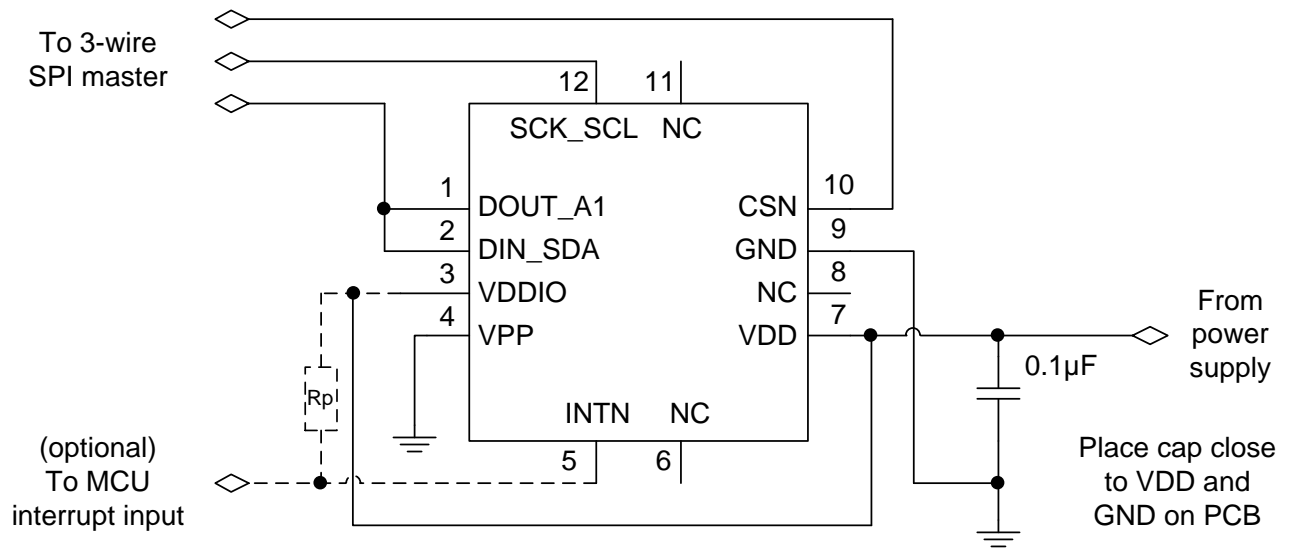 To 3-wire
SPI master
12
11
SCK_SCL
NC
1
DOUT_A1
CSN
10
2
DIN_SDA
GND
9
3
VDDIO
NC
8
4
VPP
VDD
7
From
power
supply
0.1µF
Rp
INTN
NC
5
6
(optional)
To MCU
interrupt input
Place cap close
to VDD and
GND on PCB